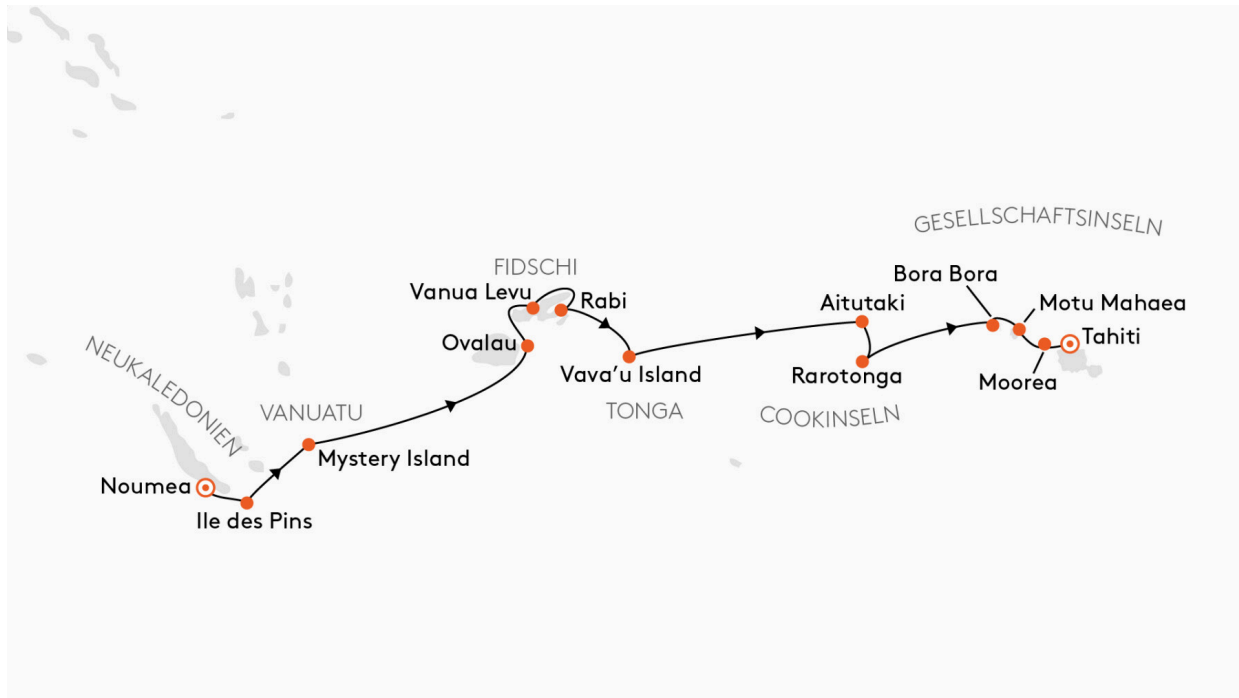 GESELLSCHAFTSINSELN
FIDSCHI
Bora Bora
Vanua Levu
Rabi
Aitutaki
Motu Mahaea
Ovalau
Tahiti
NEUKALEDONIEN
Vava'u Island
Rarotonga
Moorea
VANUATU
TONGA
COOKINSELN
Mystery Island
Noumea
Ile des Pins